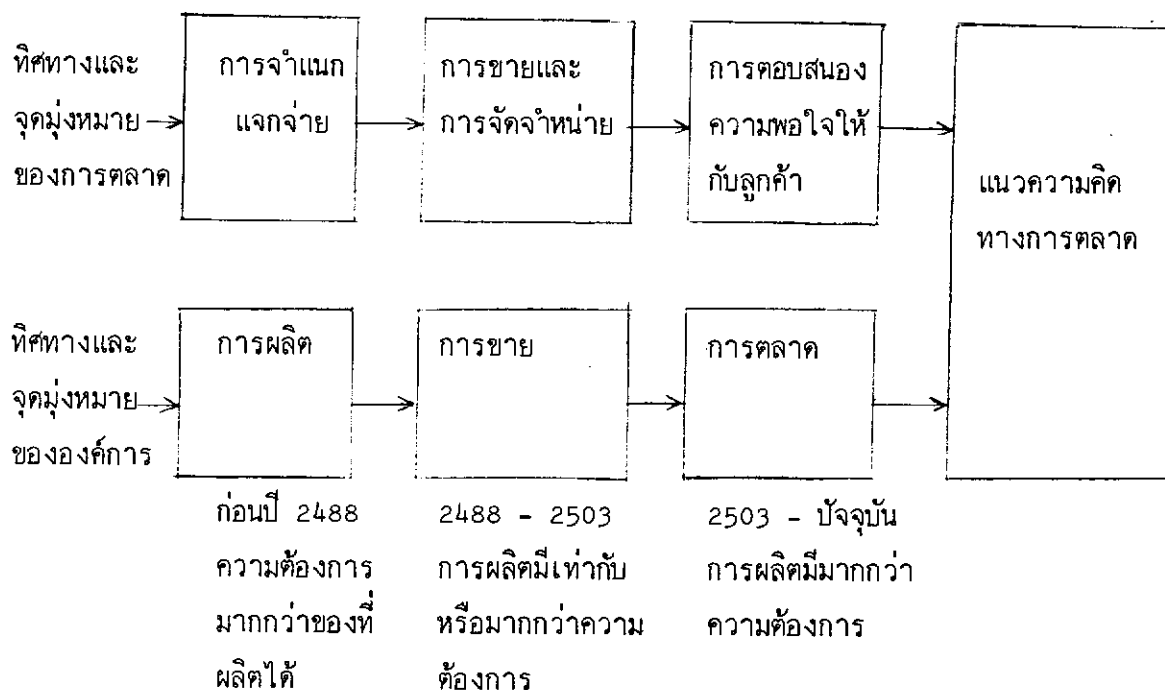 ทิศทางและ
จุดมุ่งหมาย
ของการตลาด
การจำแนก
แจกจ่าย
การขายและ
การจัดจำหน่าย
การตอบสนอง
ความพอใจให้
กับลูกค้า
แนวความคิด
ทางการตลาด
ทิศทางและ
จุดมุ่งหมาย
ขององค์การ
การผลิต
การขาย
การตลาด
ก่อนปี 2488
ความต้องการ
มากกว่าของที่
ผลิตได้
2488 - 2503
การผลิตมีเท่ากับ
หรือมากกว่าความ
ต้องการ
2503 - ปัจจุบัน
การผลิตมีมากกว่า
ความต้องการ